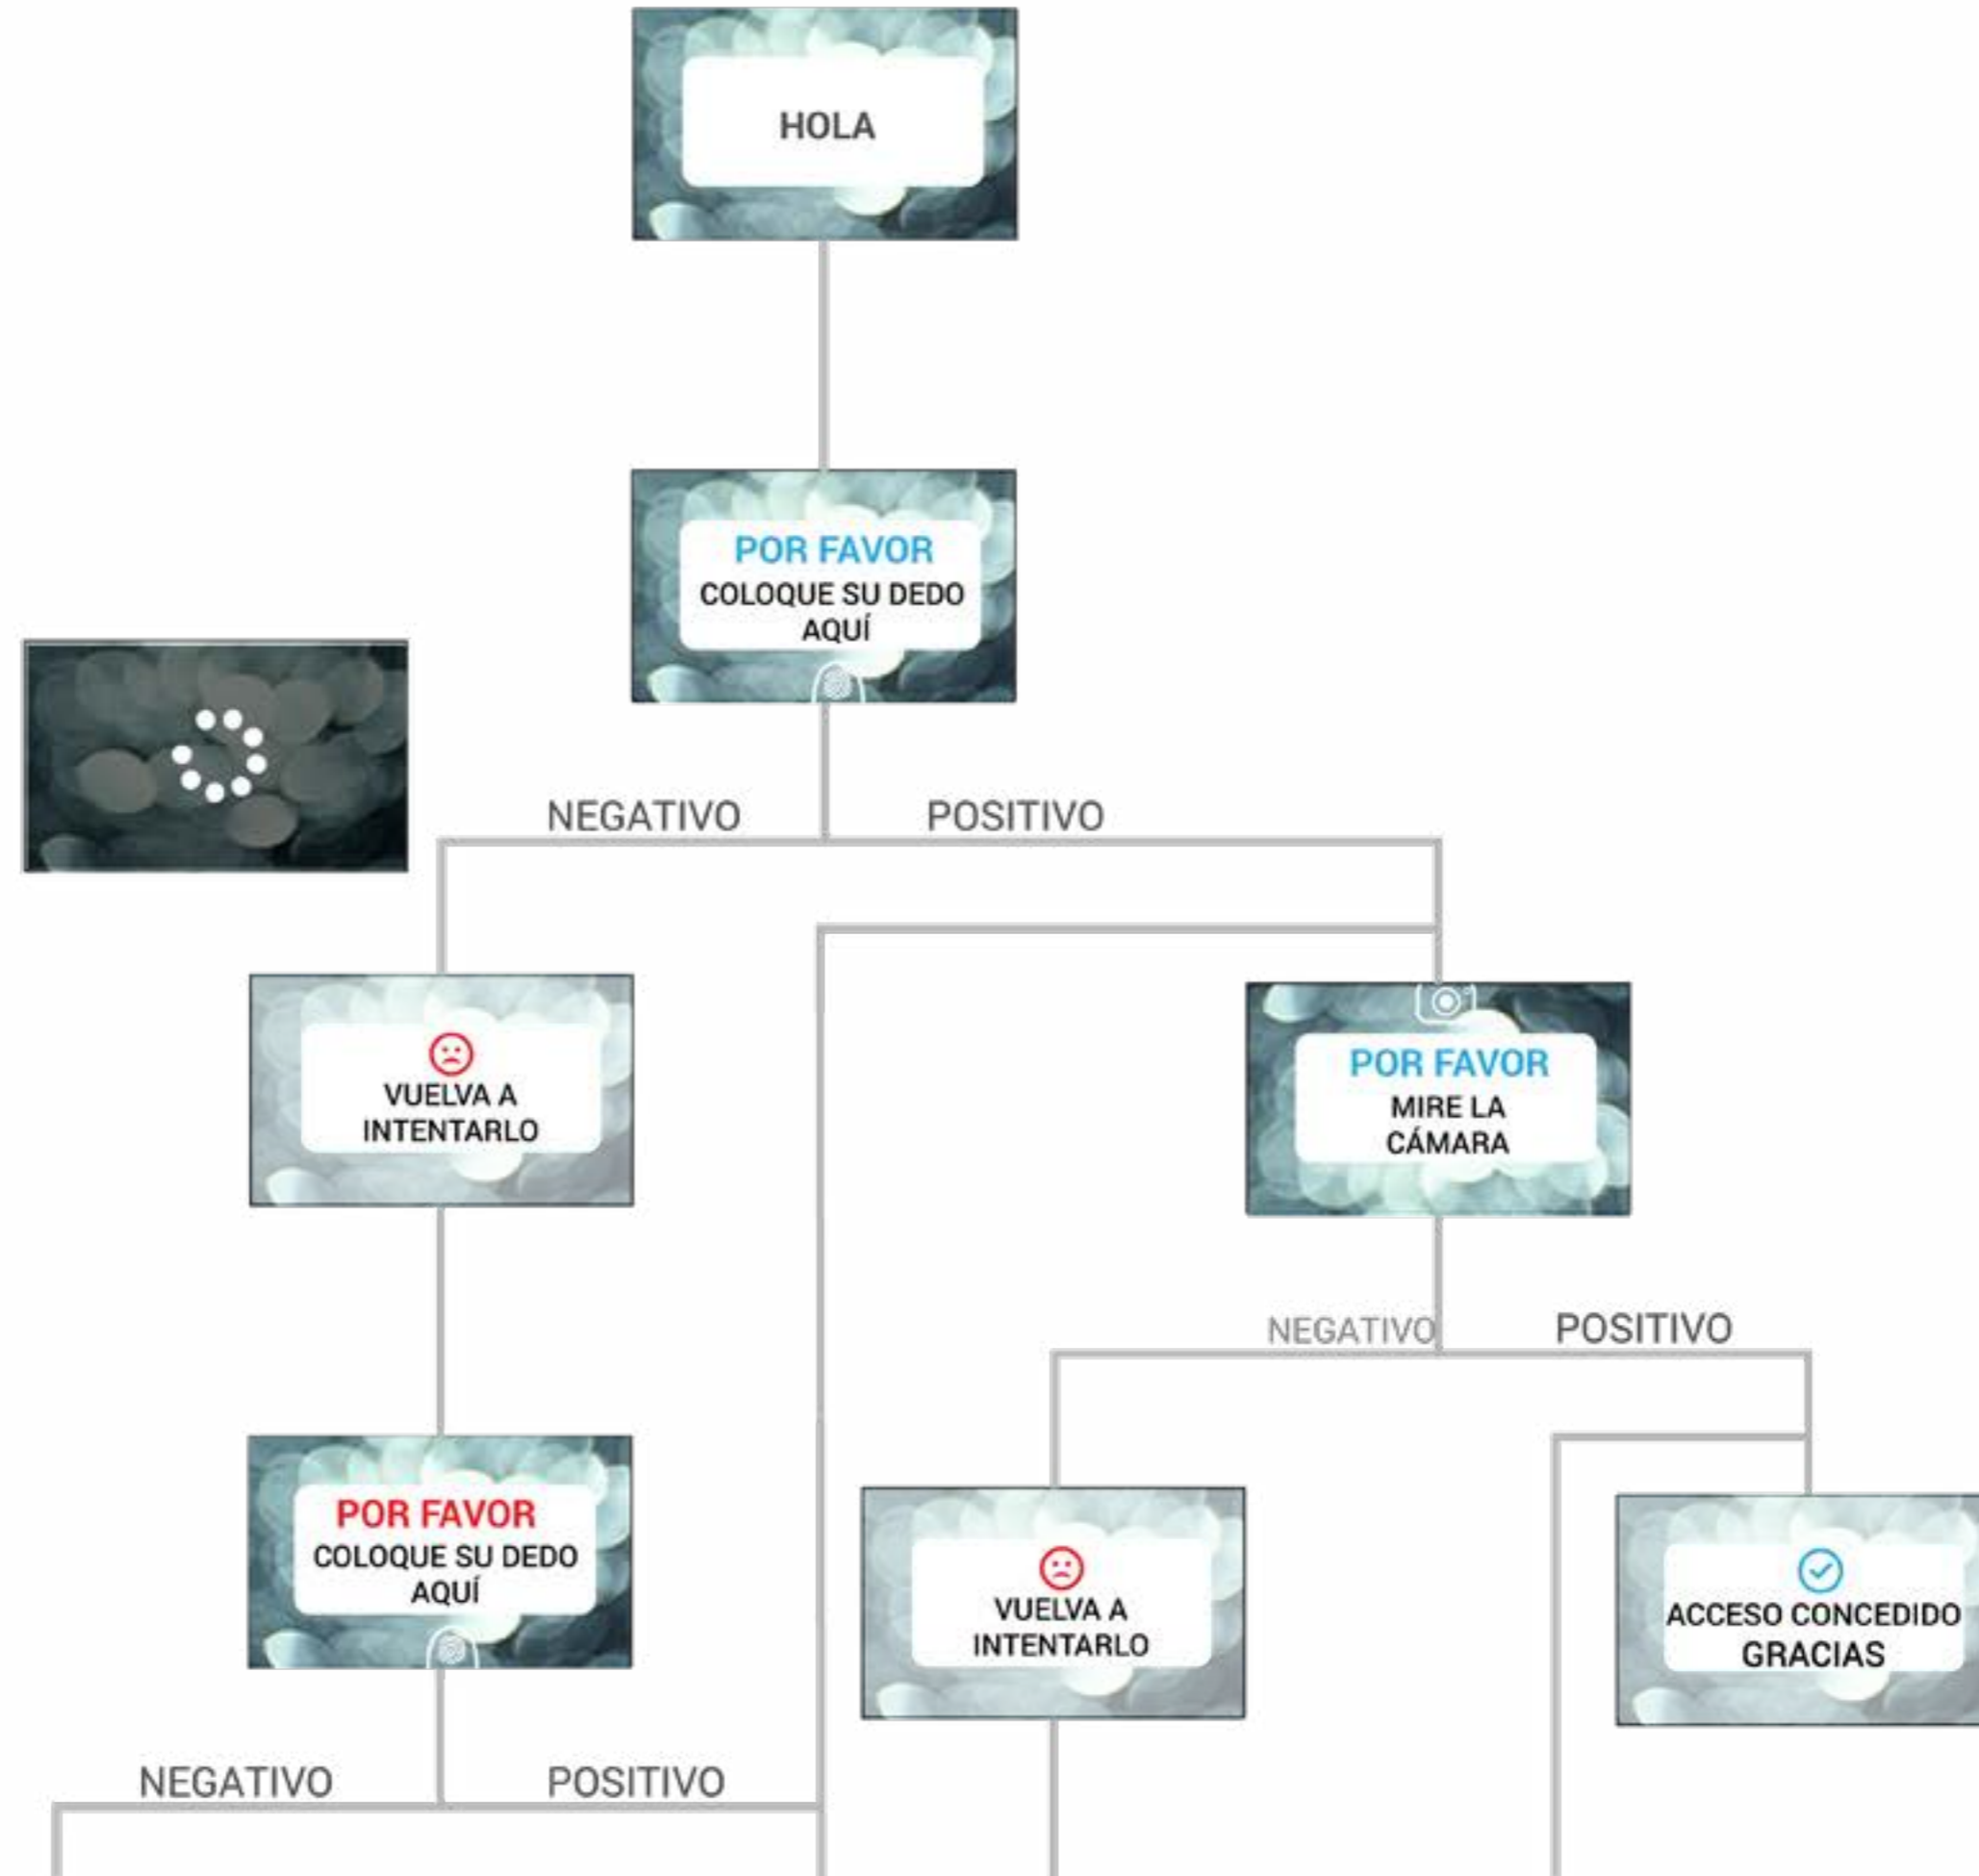 HOLA
POR FAVOR
COLOQUE SU DEDO
AQUÍ
NEGATIVO
POSITIVO
VUELVA A
INTENTARLO
POR FAVOR
MIRE LA
CÁMARA
NEGATIVO
POSITIVO
POR FAVOR
COLOQUE SU DEDO
AQUÍ
VUELVA A
INTENTARLO
ACCESO CONCEDIDO
GRACIAS
NEGATIVO
POSITIVO